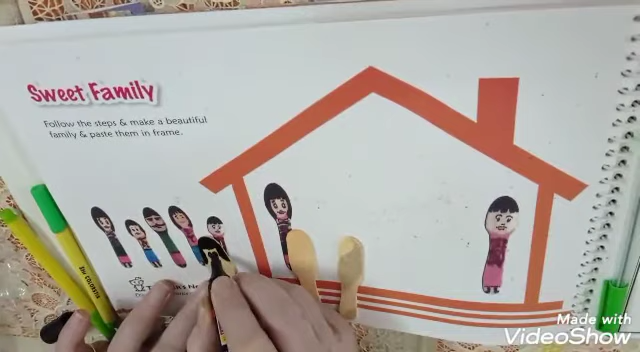 Sweet Family
Follow the steps & make a beautiful
family & paste them in frame.
Made with
VideoShow